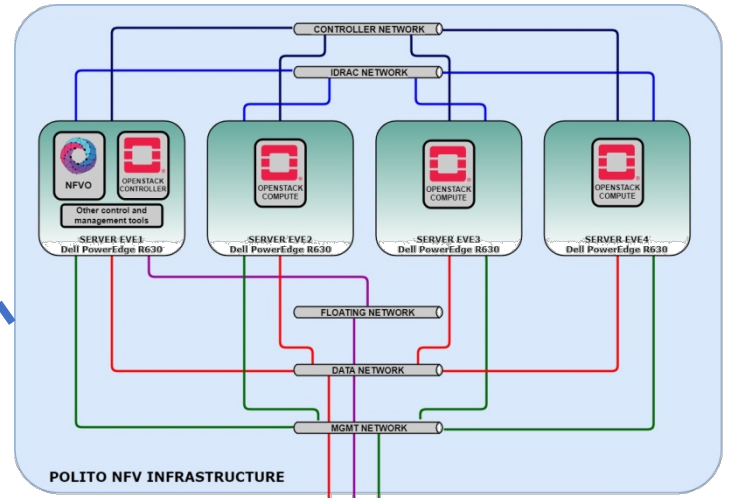 CONTROLLER NETWORK
IDRAC NETWORK
NFVO
OPENSTACK
CONTROLLER
Other control and
management tools
SERVER EVE1
Dell PowerEdge R630
OPENSTACK
COMPUTE
SERVER EVE2
Dell PowerEdge R630
OPENSTACK
COMPUTE
SERVER EVE3
Dell PowerEdge R630
OPENSTACK
COMPUTE
SERVER EVE4
Dell PowerEdge R630
FLOATING NETWORK
DATA NETWORK
MGMT NETWORK
POLITO NFV INFRASTRUCTURE